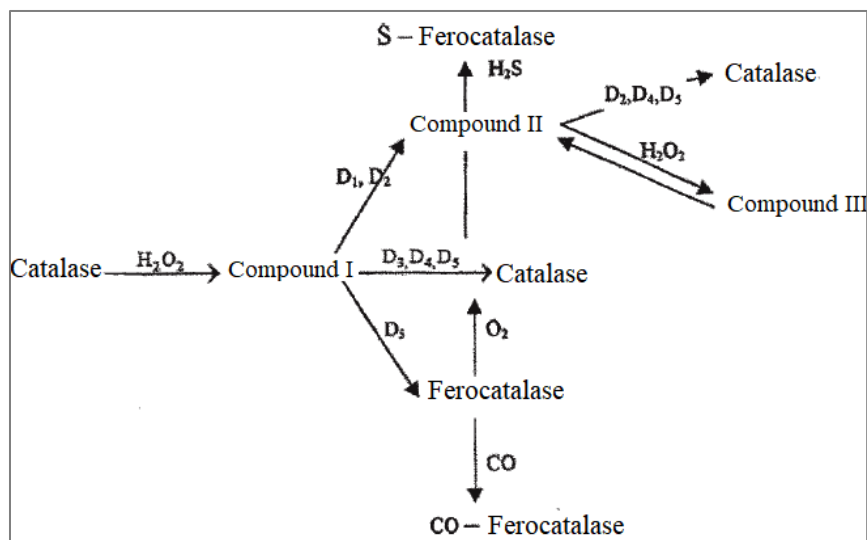 Ṡ – Ferocatalase
H₂S
Catalase
D₂,D₄,D₅
Compound II
H₂O₂
D₁, D₂
Compound III
Catalase
H₂O₂
Compound I
D₃,D₄,D₅
Catalase
D₅
O₂
Ferocatalase
CO
CO – Ferocatalase